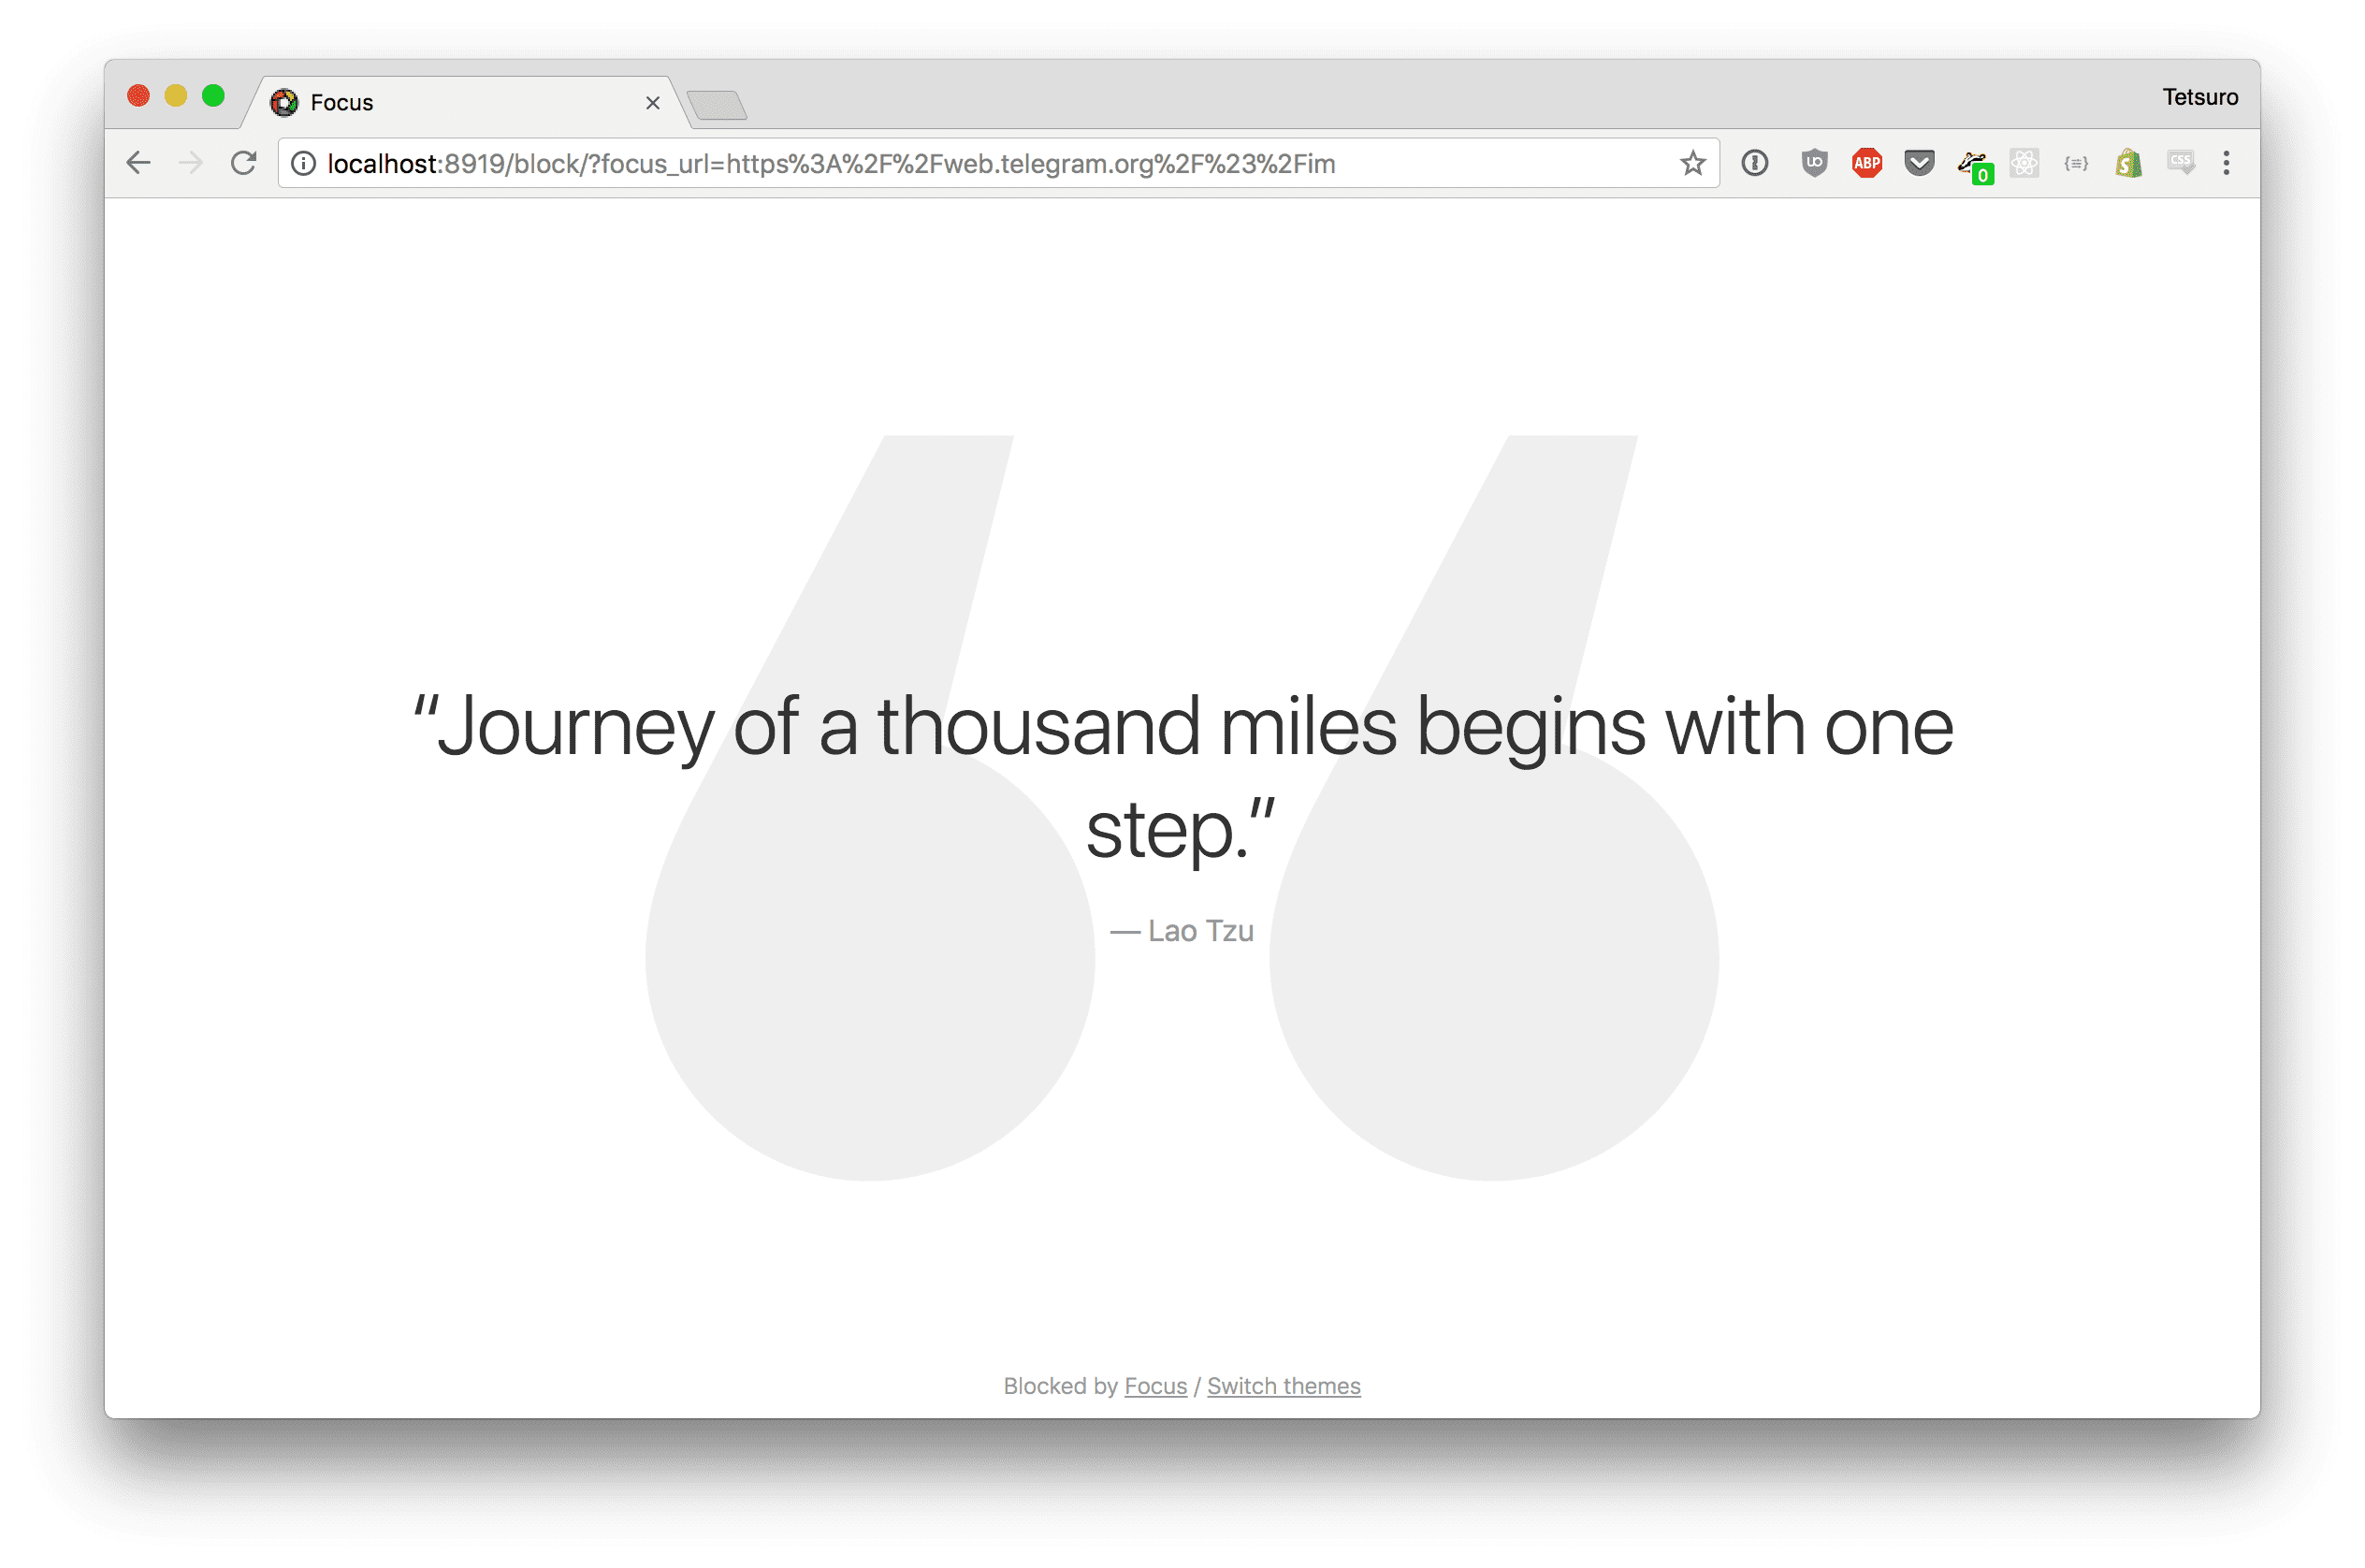 Focus
Tetsuro
localhost:8919/block/?focus_url=https%3A%2F%2Fweb.telegram.org%2F%23%2Fim
UO
ABP
0
{≡}
S
CSS
“Journey of a thousand miles begins with one
step.”
— Lao Tzu
Blocked by Focus / Switch themes